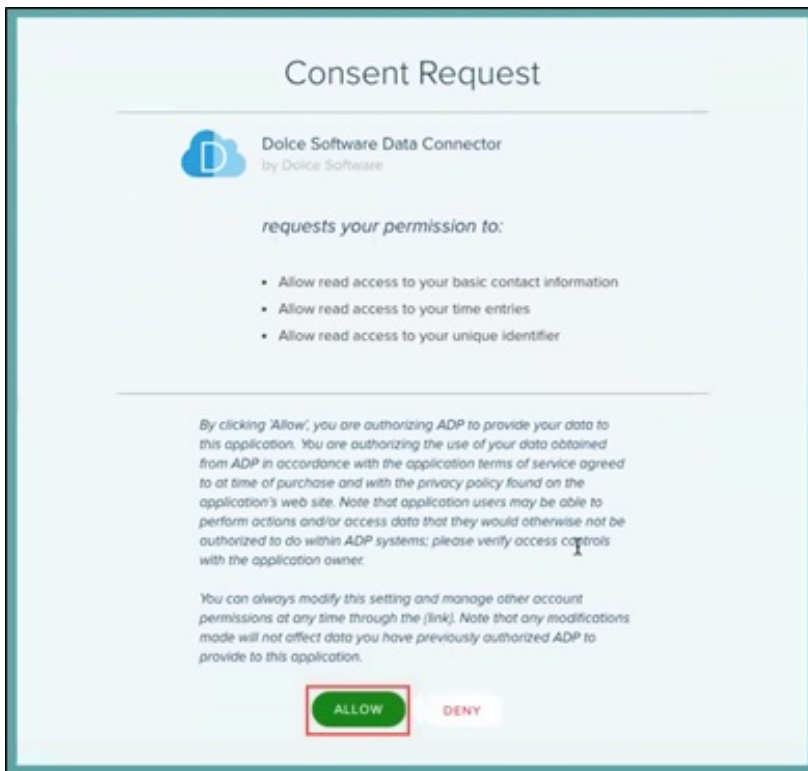 Consent Request
D
Dolce Software Data Connector
by Dolce Software
requests your permission to:
• Allow read access to your basic contact information
• Allow read access to your time entries
• Allow read access to your unique identifier
By clicking 'Allow', you are authorizing ADP to provide your data to
this application. You are authorizing the use of your data obtained
from ADP in accordance with the application terms of service agreed
to at time of purchase and with the privacy policy found on the
application's web site. Note that application users may be able to
perform actions and/or access data that they would otherwise not be
authorized to do within ADP systems; please verify access controls
with the application owner.
You can always modify this setting and manage other account
permissions at any time through the {link}. Note that any modifications
made will not affect data you have previously authorized ADP to
provide to this application.
ALLOW
DENY